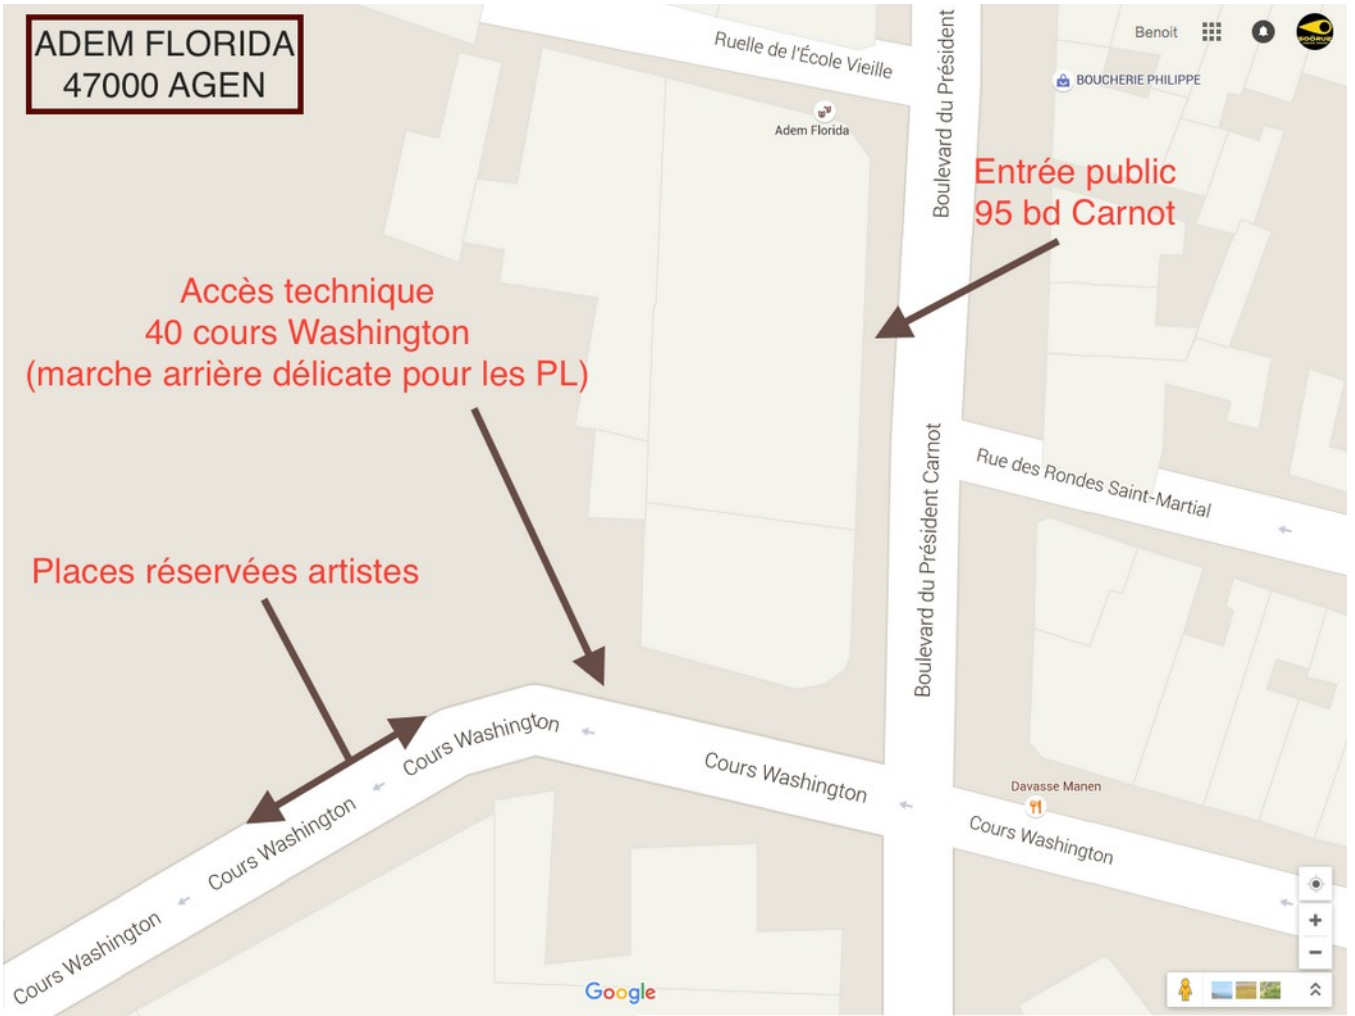 ADEM FLORIDA
47000 AGEN
Ruelle de l'École Vieille
Boulevard du Président
Benoit
BOUCHERIE PHILIPPE
Adem Florida
Entrée public
95 bd Carnot
Accès technique
40 cours Washington
(marche arrière délicate pour les PL)
Boulevard du Président Carnot
Rue des Rondes Saint-Martial
Places réservées artistes
Cours Washington
Cours Washington
Davasse Manen
Cours Washington
Cours Washington
Cours Washington
Google